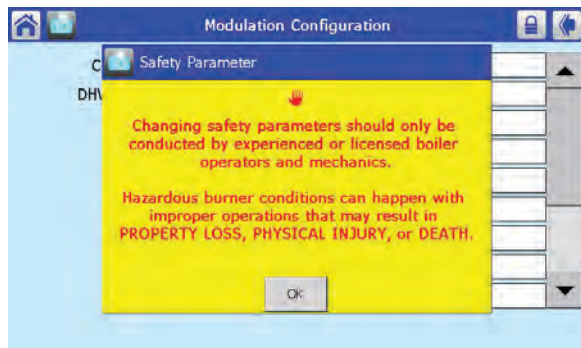 Modulation Configuration
Safety Parameter
Changing safety parameters should only be
conducted by experienced or licensed boiler
operators and mechanics.
Hazardous burner conditions can happen with
improper operations that may result in
PROPERTY LOSS, PHYSICAL INJURY, or DEATH.
OK